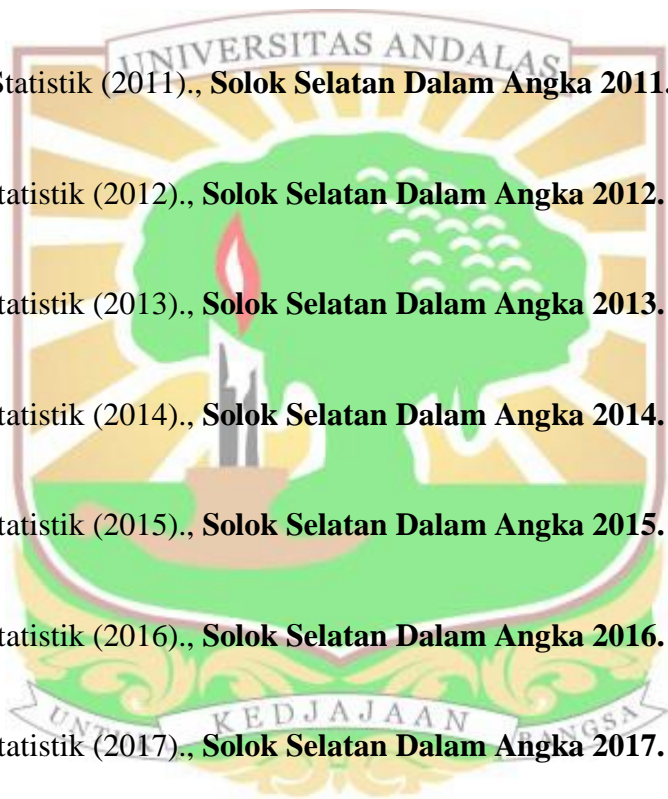 UNIVERSITAS ANDALAS
Statistik (2011)., Solok Selatan Dalam Angka 2011.
tatistik (2012)., Solok Selatan Dalam Angka 2012.
tatistik (2013)., Solok Selatan Dalam Angka 2013.
tatistik (2014)., Solok Selatan Dalam Angka 2014.
tatistik (2015)., Solok Selatan Dalam Angka 2015.
tatistik (2016)., Solok Selatan Dalam Angka 2016.
KEDJAJAAN BANGSA
tatistik (2017)., Solok Selatan Dalam Angka 2017.